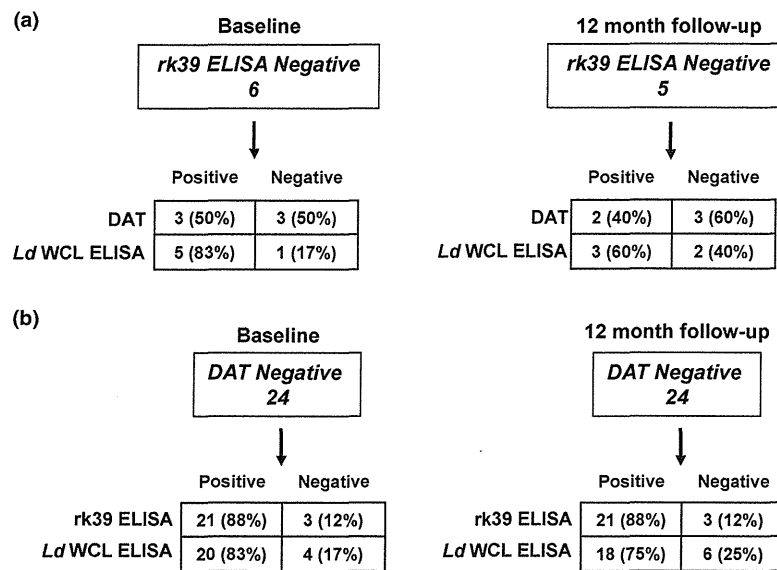 (a)
Baseline
12 month follow-up
rk39 ELISA Negative
6
rk39 ELISA Negative
5
Positive Negative
Positive Negative
DAT 3 (50%) 3 (50%)
DAT 2 (40%) 3 (60%)
Ld WCL ELISA 5 (83%) 1 (17%)
Ld WCL ELISA 3 (60%) 2 (40%)
(b)
Baseline
12 month follow-up
DAT Negative
24
DAT Negative
24
Positive Negative
Positive Negative
rk39 ELISA 21 (88%) 3 (12%)
rk39 ELISA 21 (88%) 3 (12%)
Ld WCL ELISA 20 (83%) 4 (17%)
Ld WCL ELISA 18 (75%) 6 (25%)